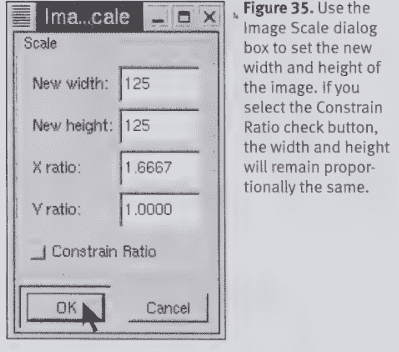 Ima...cale
Scale
New width: 125
New height: 125
X ratio: 1.6667
Y ratio: 1.0000
Constrain Ratio
OK Cancel
Figure 35. Use the
Image Scale dialog
box to set the new
width and height of
the image. If you
select the Constrain
Ratio check button,
the width and height
will remain propor-
tionally the same.